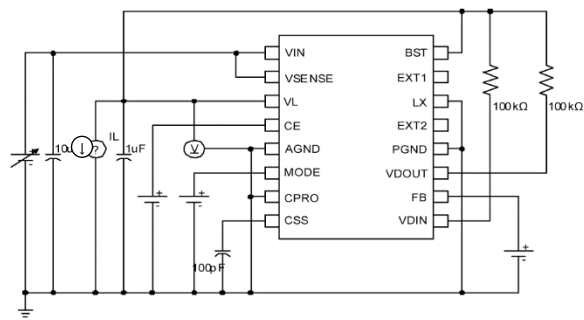 VIN
BST
VSENSE
EXT1
VL
LX
CE
EXT2
AGND
PGND
MODE
VDOUT
CPRO
FB
CSS
VDIN
100kΩ
100kΩ
IL
?
1uF
V
100pF
+
-
+
-
+
-
-